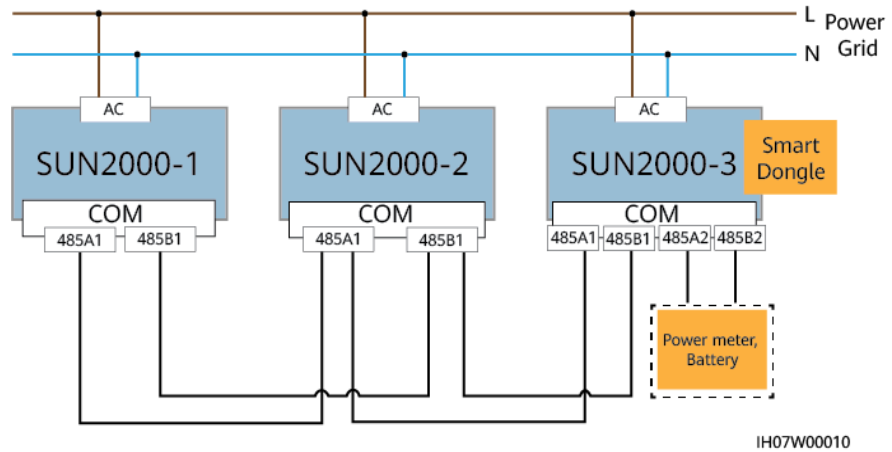 L Power
N Grid
AC
AC
AC
SUN2000-1
SUN2000-2
SUN2000-3
Smart
Dongle
COM
COM
COM
485A1 485B1
485A1 485B1
485A1 485B1 485A2 485B2
Power meter,
Battery
IH07W00010